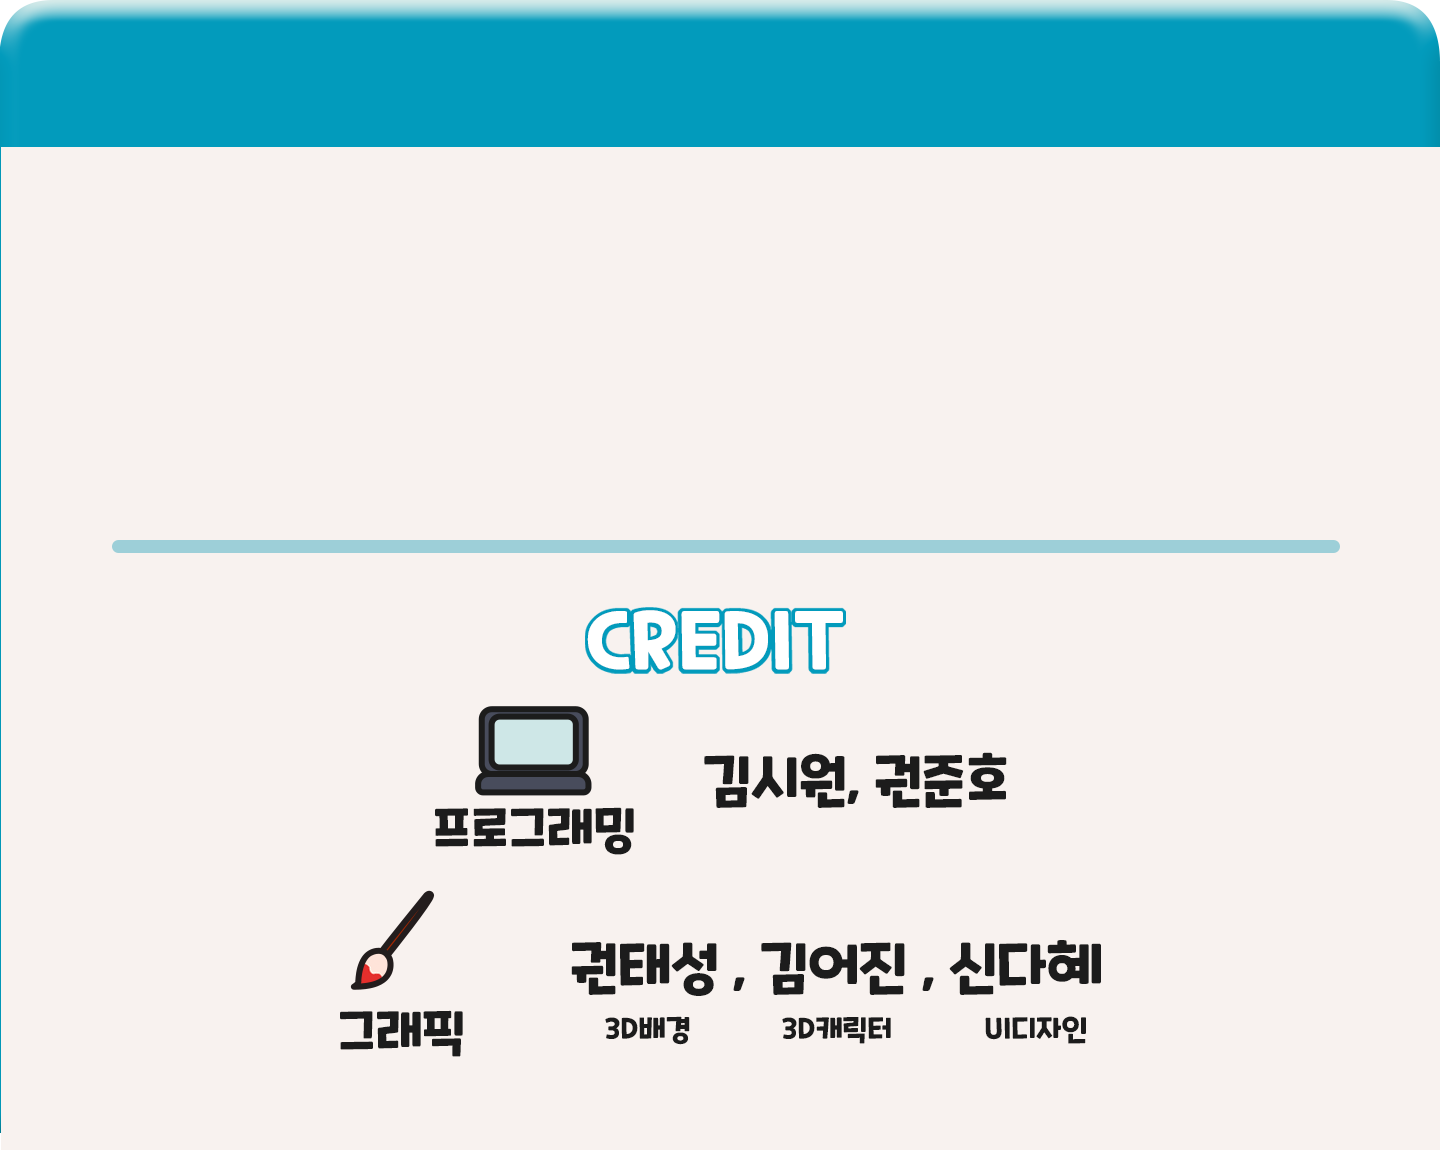 CREDIT
김시원, 권준호
프로그래밍
권태성 , 김어진 , 신다혜
3D배경 3D캐릭터 UI디자인
그래픽